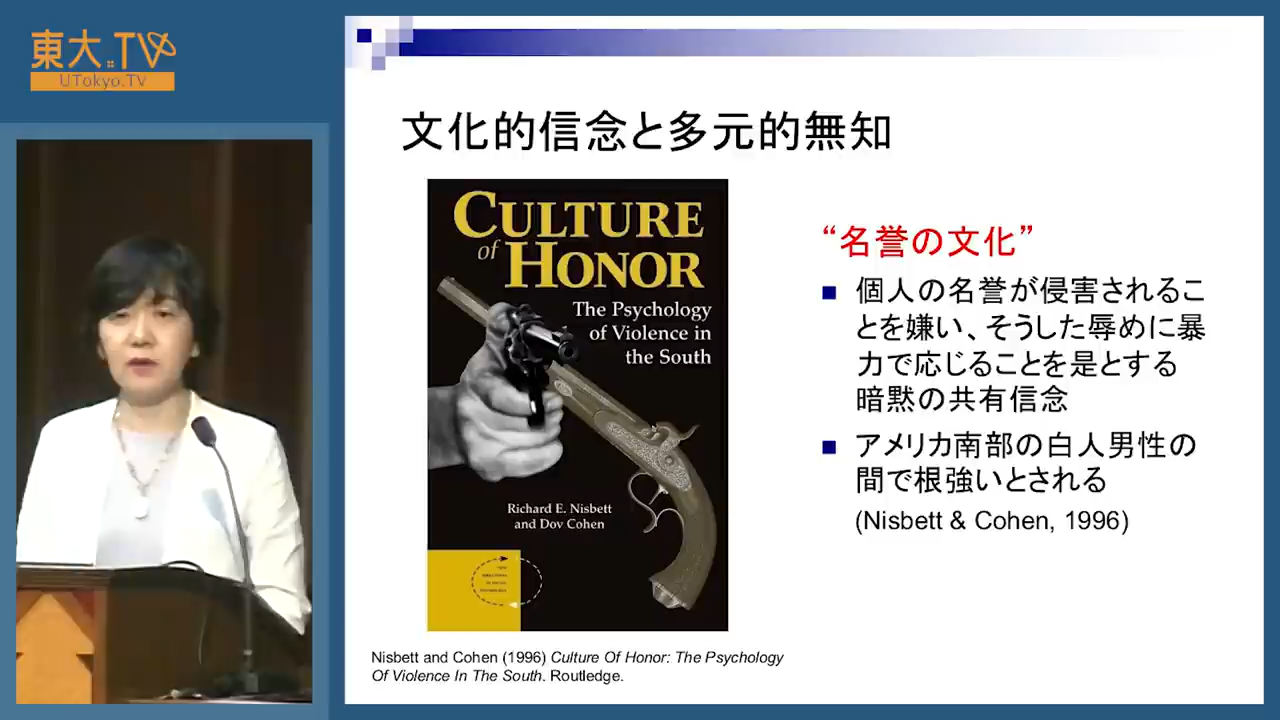 東大.TV
UTokyo.TV
文化的信念と多元的無知
CULTURE
of HONOR
The Psychology
of Violence in
the South
Richard E. Nisbett
and Dov Cohen
“名誉の文化”
個人の名誉が侵害されるこ
とを嫌い、そうした辱めに暴
力で応じることを是とする
暗黙の共有信念
アメリカ南部の白人男性の
間で根強いとされる
(Nisbett & Cohen, 1996)
Nisbett and Cohen (1996) Culture Of Honor: The Psychology
Of Violence In The South. Routledge.